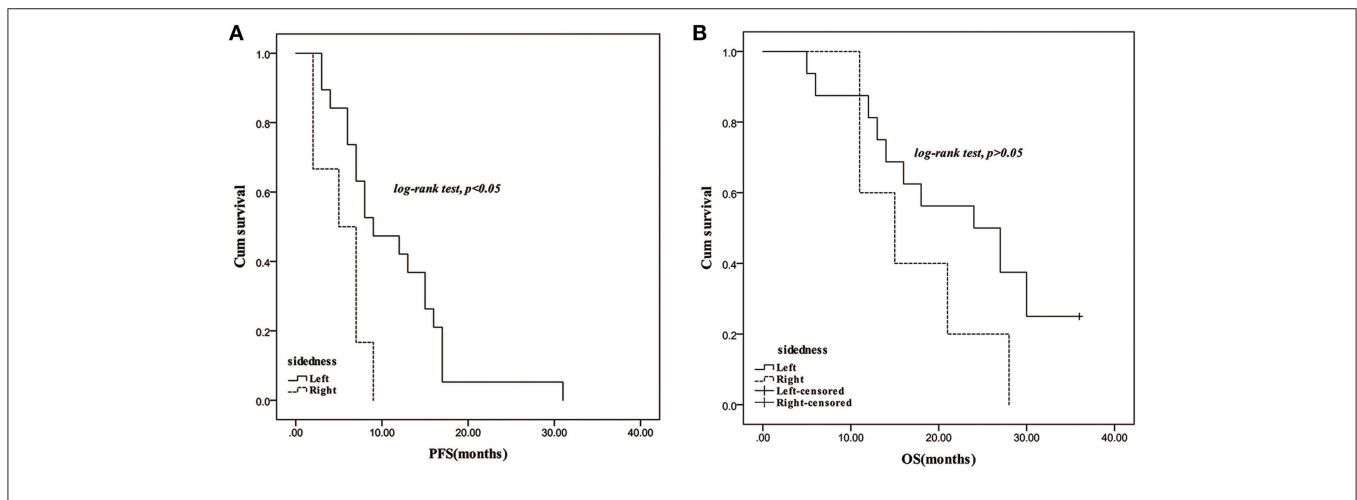 A
1.0
0.8
0.6
0.4
0.2
0.0
Cum survival
log-rank test, p<0.05
sidedness
Left
Right
.00 10.00 20.00 30.00 40.00
PFS(months)
B
1.0
0.8
0.6
0.4
0.2
0.0
Cum survival
log-rank test, p>0.05
sidedness
Left
Right
Left-censored
Right-censored
.00 10.00 20.00 30.00 40.00
OS(months)